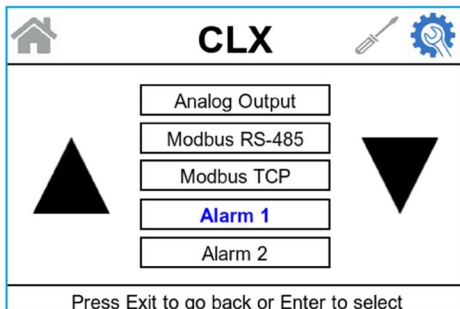 CLX
Analog Output
Modbus RS-485
Modbus TCP
Alarm 1
Alarm 2
Press Exit to go back or Enter to select